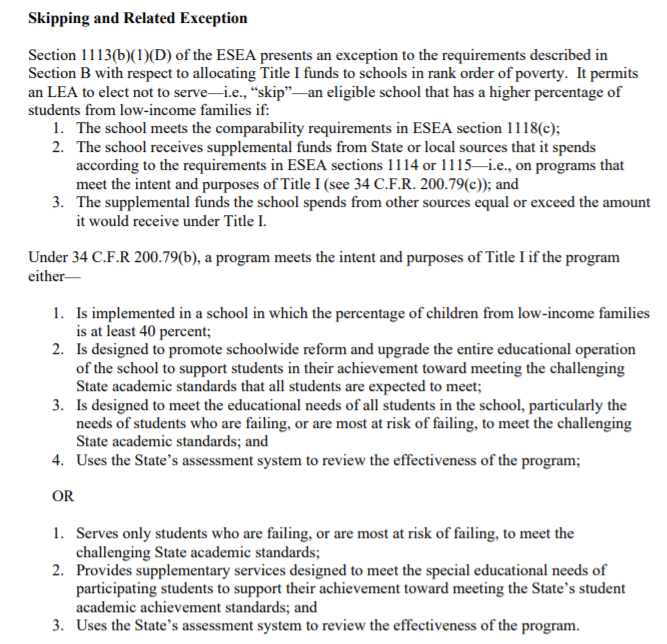 Skipping and Related Exception
Section 1113(b)(1)(D) of the ESEA presents an exception to the requirements described in
Section B with respect to allocating Title I funds to schools in rank order of poverty.  It permits
an LEA to elect not to serve—i.e., “skip”—an eligible school that has a higher percentage of
students from low-income families if:
1. The school meets the comparability requirements in ESEA section 1118(c);
2. The school receives supplemental funds from State or local sources that it spends
according to the requirements in ESEA sections 1114 or 1115—i.e., on programs that
meet the intent and purposes of Title I (see 34 C.F.R. 200.79(c)); and
3. The supplemental funds the school spends from other sources equal or exceed the amount
it would receive under Title I.
Under 34 C.F.R 200.79(b), a program meets the intent and purposes of Title I if the program
either—
1. Is implemented in a school in which the percentage of children from low-income families
is at least 40 percent;
2. Is designed to promote schoolwide reform and upgrade the entire educational operation
of the school to support students in their achievement toward meeting the challenging
State academic standards that all students are expected to meet;
3. Is designed to meet the educational needs of all students in the school, particularly the
needs of students who are failing, or are most at risk of failing, to meet the challenging
State academic standards; and
4. Uses the State’s assessment system to review the effectiveness of the program;
OR
1. Serves only students who are failing, or are most at risk of failing, to meet the
challenging State academic standards;
2. Provides supplementary services designed to meet the special educational needs of
participating students to support their achievement toward meeting the State’s student
academic achievement standards; and
3. Uses the State’s assessment system to review the effectiveness of the program.